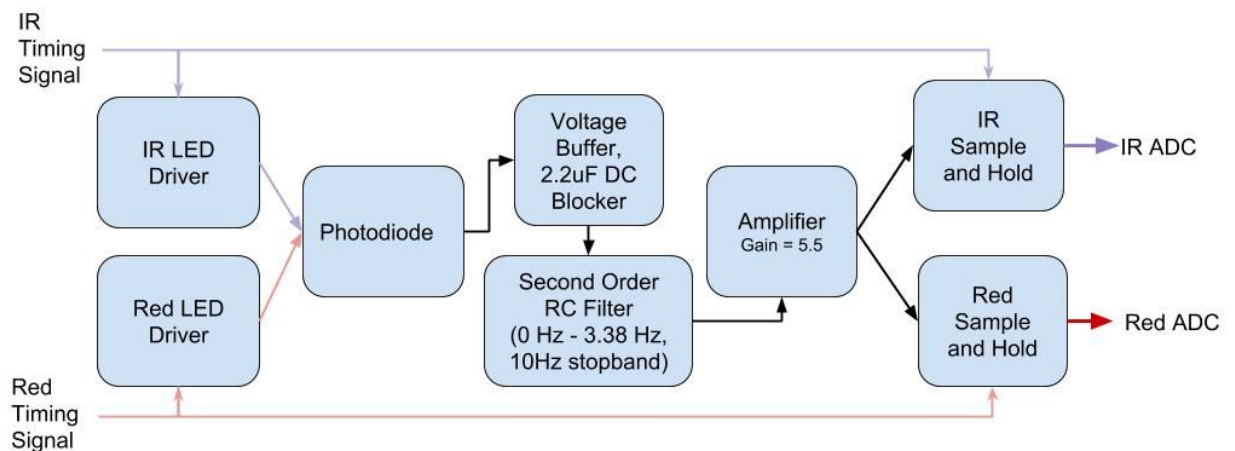 IR
Timing
Signal
IR LED
Driver
Red LED
Driver
Red
Timing
Signal
Photodiode
Voltage
Buffer,
2.2uF DC
Blocker
Second Order
RC Filter
(0 Hz - 3.38 Hz,
10Hz stopband)
Amplifier
Gain = 5.5
IR
Sample
and Hold
IR ADC
Red
Sample
and Hold
Red ADC